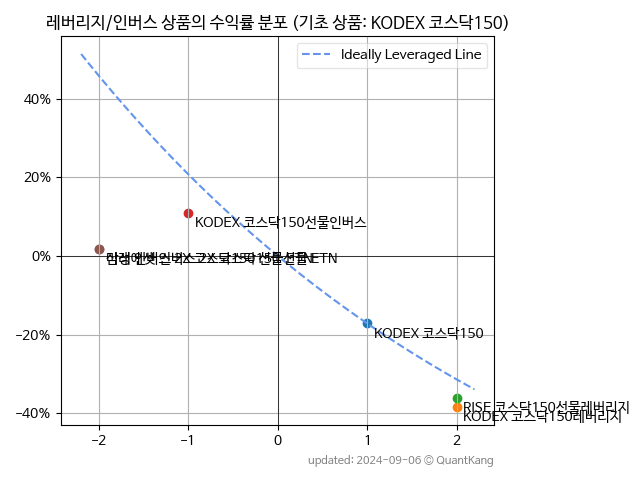 레버리지/인버스 상품의 수익률 분포 (기초 상품: KODEX 코스닥150)
Ideally Leveraged Line
40%
20%
KODEX 코스닥150선물인버스
0%
ETN
−20%
KODEX 코스닥150
RISE 코스닥150선물레버리지
−40%
KODEX 코스닥150레버리지
−2
−1
0
1
2
updated: 2024-09-06 © QuantKang